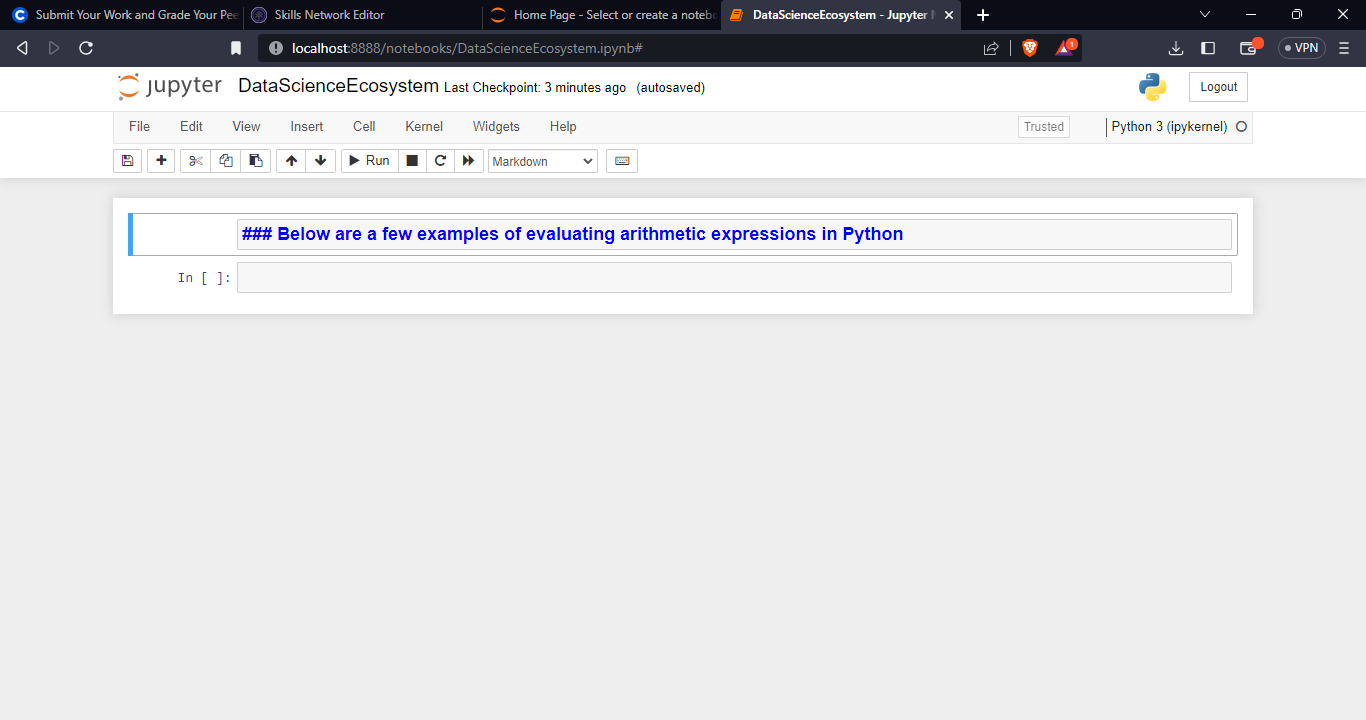 Submit Your Work and Grade Your Pee
Skills Network Editor
Home Page - Select or create a noteb
DataScienceEcosystem - Jupyter
localhost:8888/notebooks/DataScienceEcosystem.ipynb#
1
VPN
jupyter DataScienceEcosystem Last Checkpoint: 3 minutes ago (autosaved)
Logout
File Edit View Insert Cell Kernel Widgets Help
Trusted
Python 3 (ipykernel)
Run
Markdown
### Below are a few examples of evaluating arithmetic expressions in Python
In [ ]: